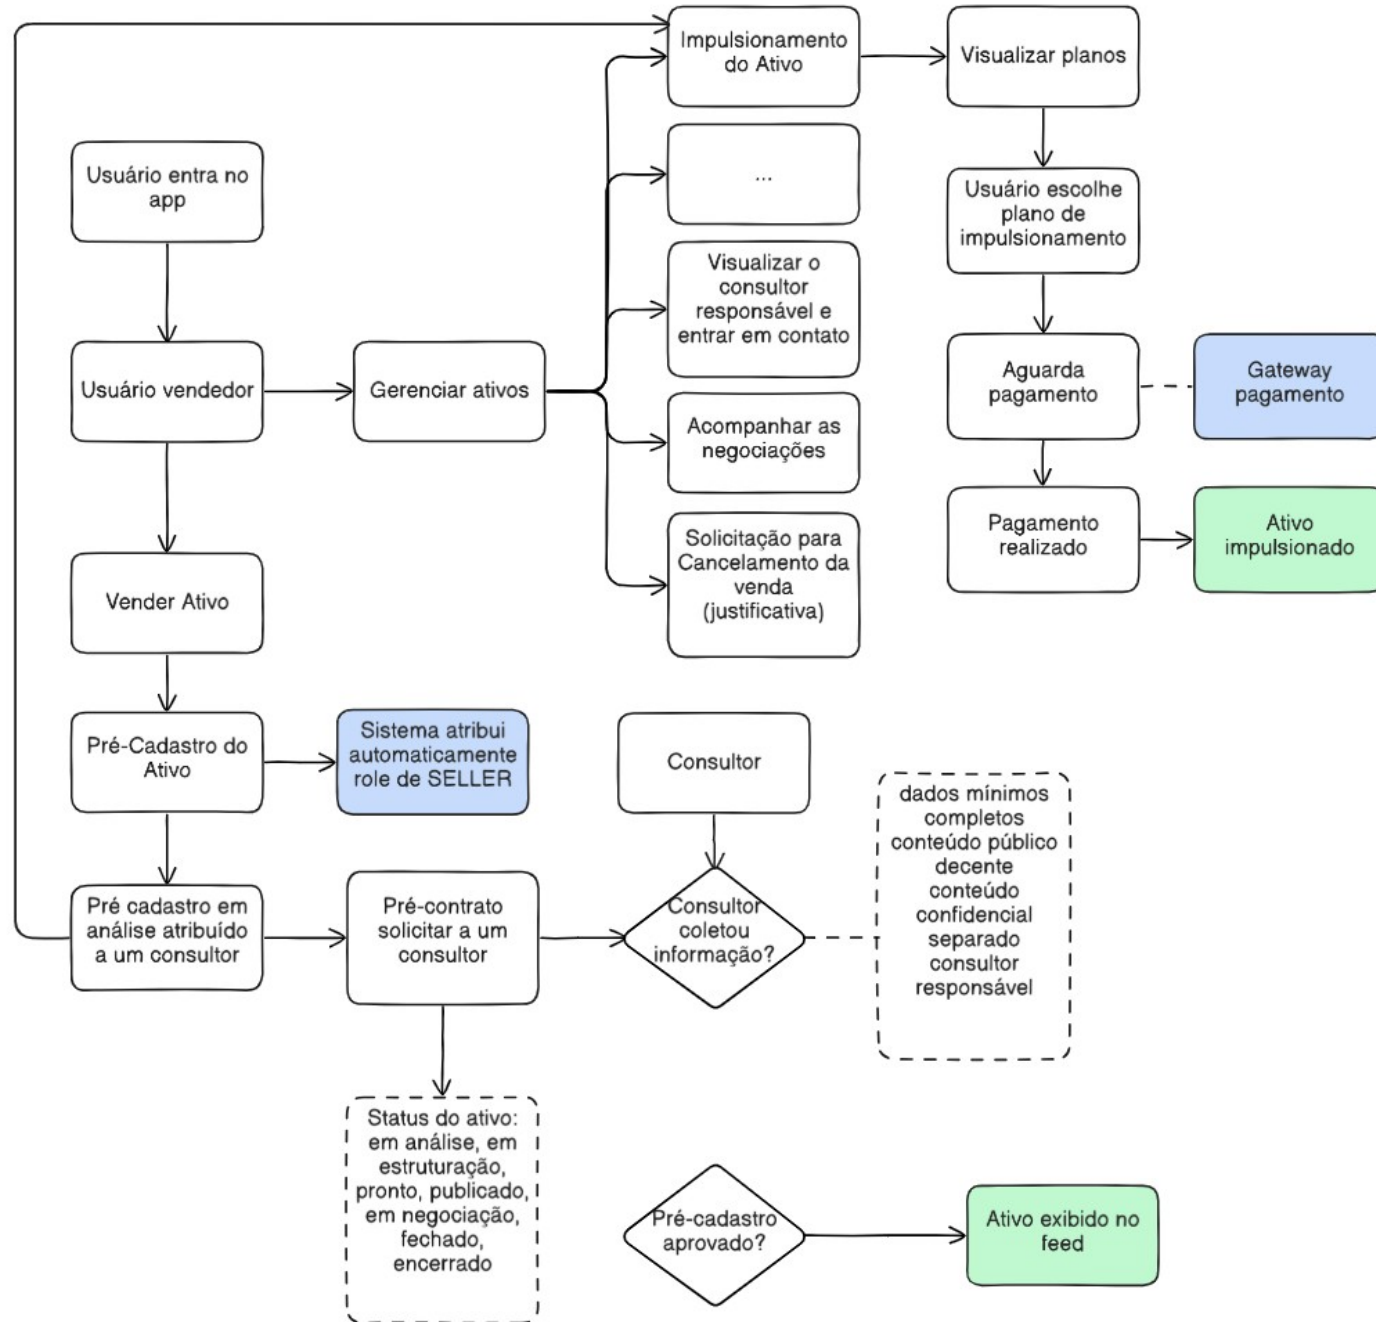 Impulsionamento
do Ativo
Visualizar planos
Usuário entra no
app
...
Usuário escolhe
plano de
impulsionamento
Visualizar o
consultor
responsável e
entrar em contato
Usuário vendedor
Gerenciar ativos
Aguarda
pagamento
Gateway
pagamento
Acompanhar as
negociações
Pagamento
realizado
Ativo
impulsionado
Solicitação para
Cancelamento da
venda
(justificativa)
Vender Ativo
Pré-Cadastro do
Ativo
Sistema atribui
automaticamente
role de SELLER
Consultor
dados mínimos
completos
conteúdo público
decente
conteúdo
confidencial
separado
consultor
responsável
Pré cadastro em
análise atribuído
a um consultor
Pré-contrato
solicitar a um
consultor
Consultor
coletou
informação?
Status do ativo:
em análise, em
estruturação,
pronto, publicado,
em negociação,
fechado,
encerrado
Pré-cadastro
aprovado?
Ativo exibido no
feed